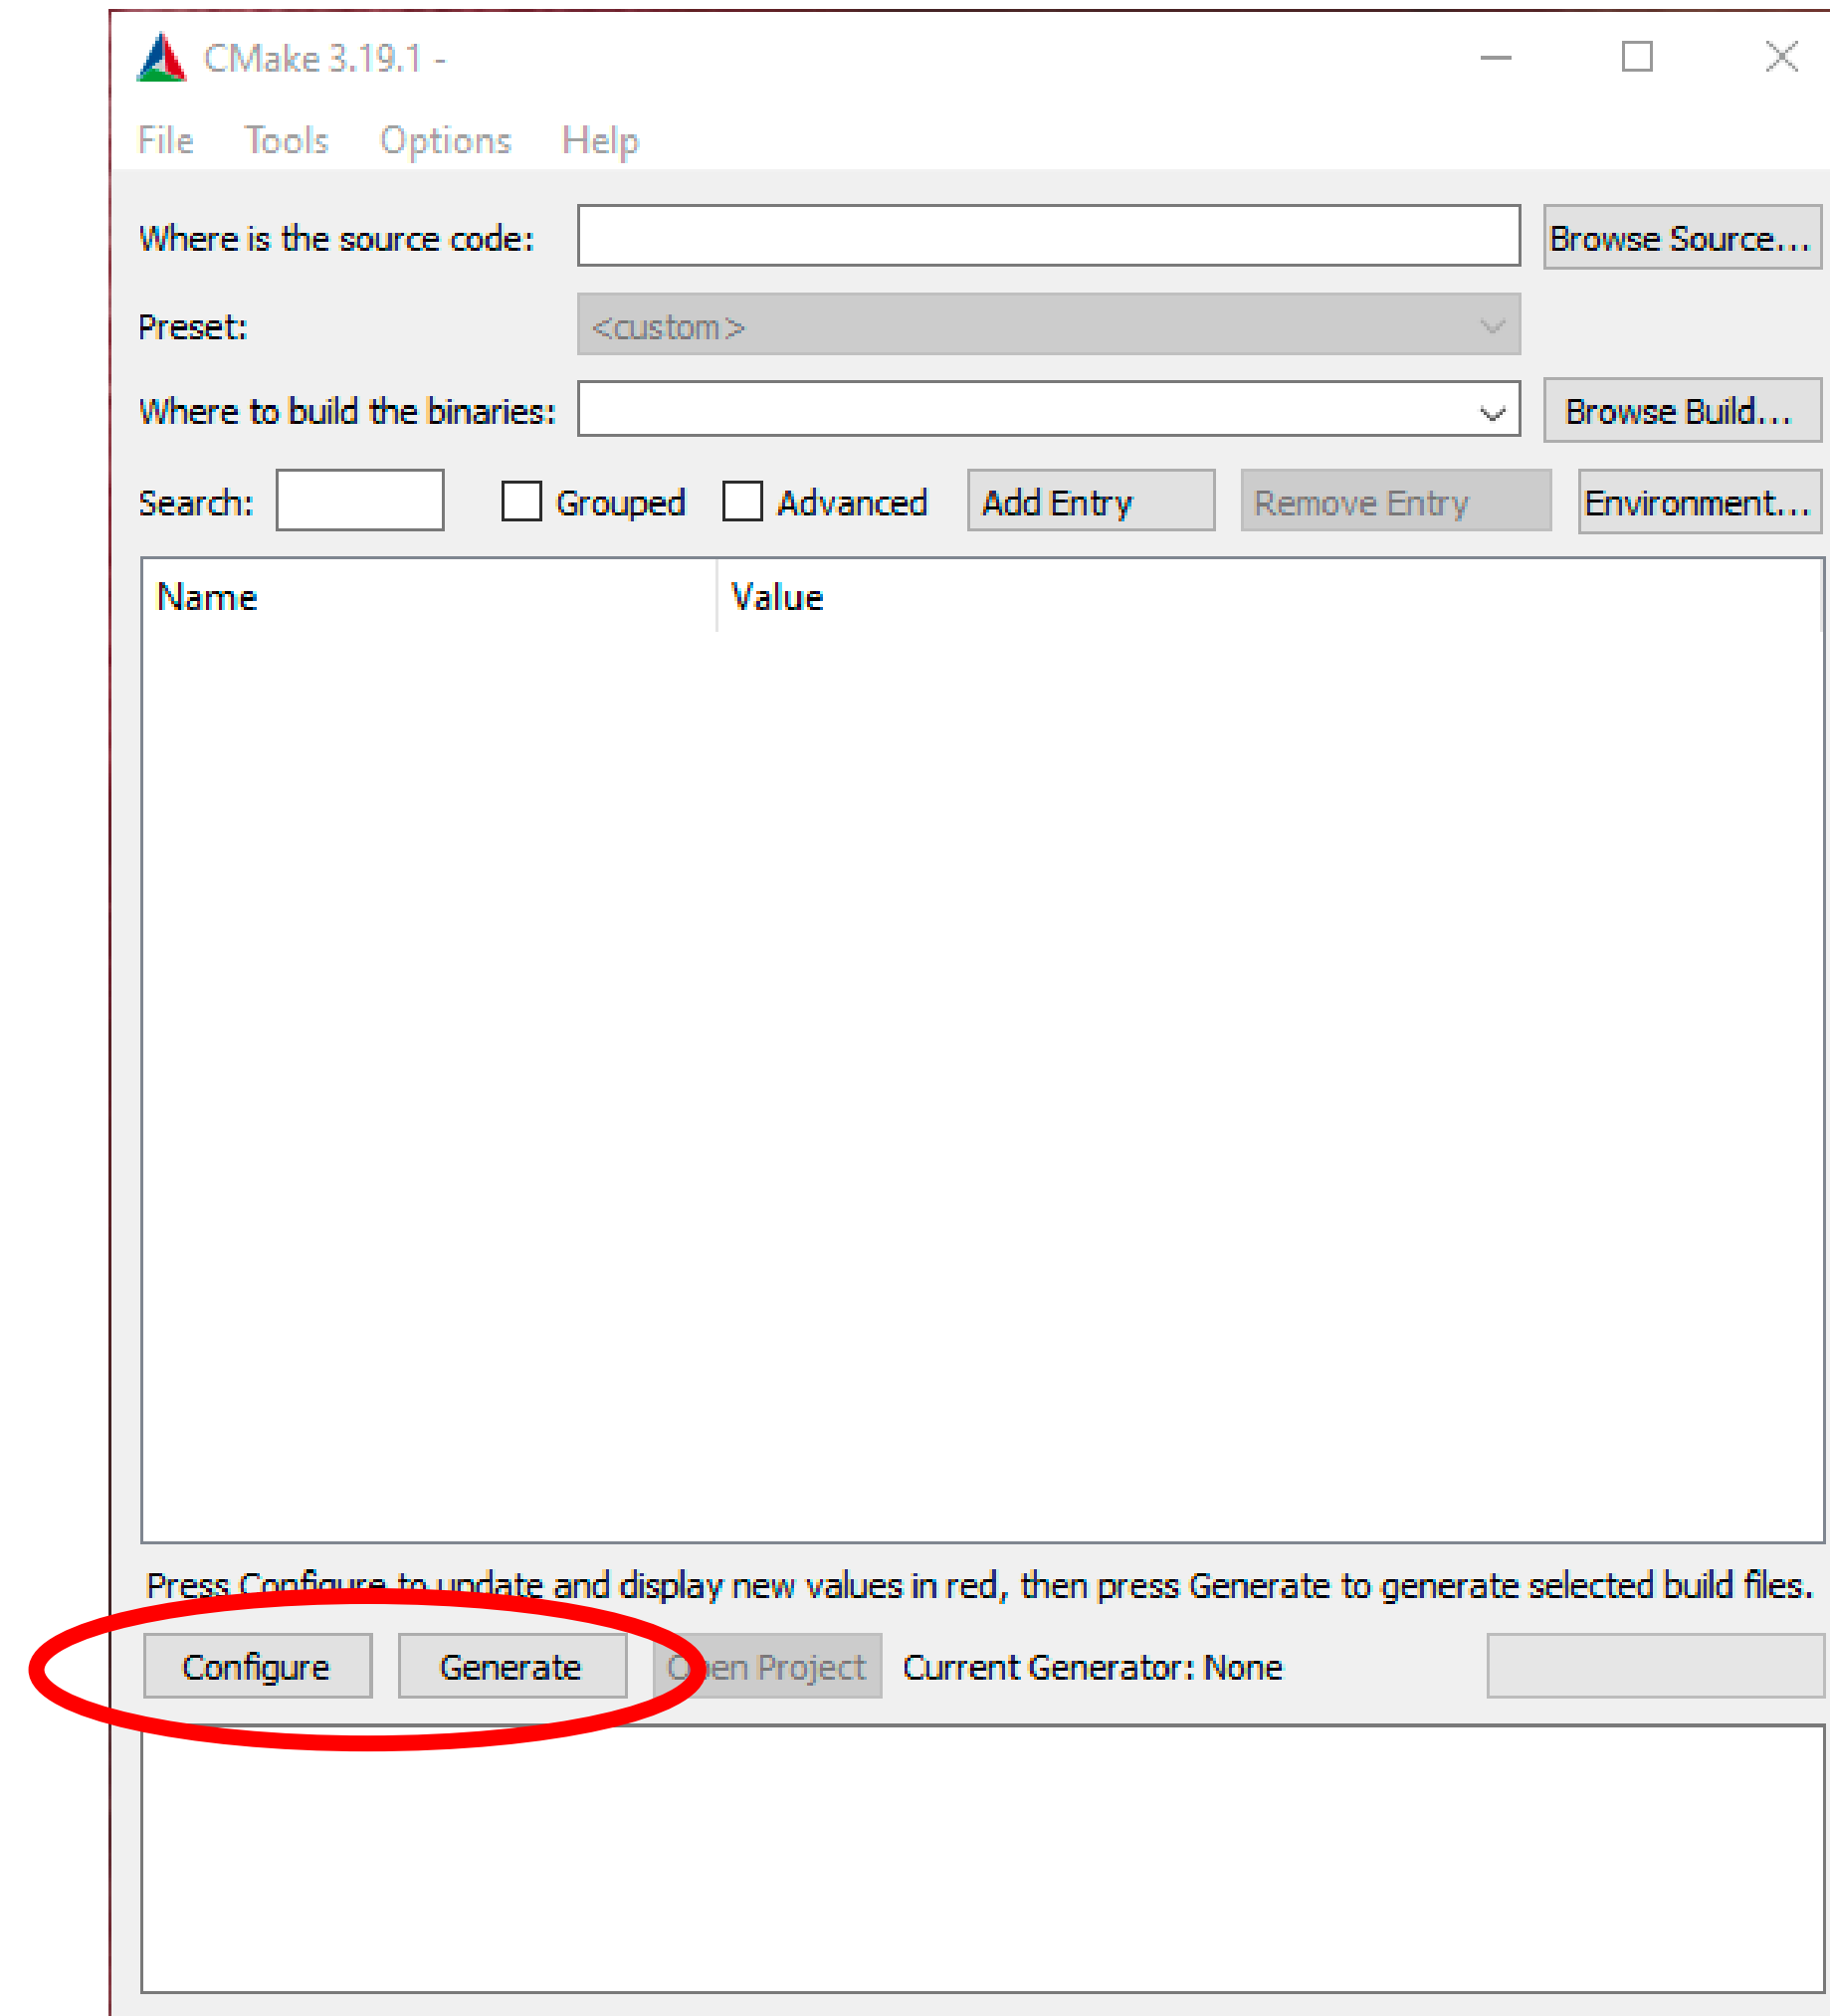 CMake 3.19.1 -
File Tools Options Help
Where is the source code: Browse Source...
Preset: <custom>
Where to build the binaries: Browse Build...
Search: Grouped Advanced Add Entry Remove Entry Environment...
Name Value
Press Configure to update and display new values in red, then press Generate to generate selected build files.
Configure Generate Open Project Current Generator: None